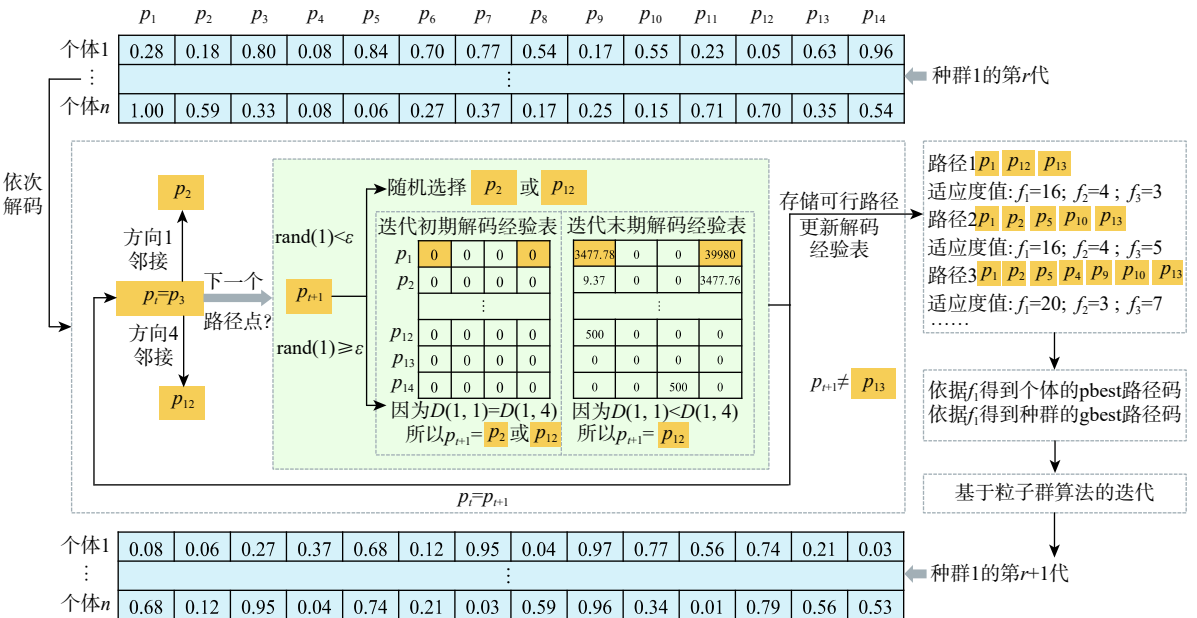 p1 p2 p3 p4 p5 p6 p7 p8 p9 p10 p11 p12 p13 p14
个体1 0.28 0.18 0.80 0.08 0.84 0.70 0.77 0.54 0.17 0.55 0.23 0.05 0.63 0.96
⋮ ⋮
种群1的第r代
个体n 1.00 0.59 0.33 0.08 0.06 0.27 0.37 0.17 0.25 0.15 0.71 0.70 0.35 0.54
依次
解码
p2
方向1
邻接
pt=p3
方向4
邻接
p12
下一个
路径点?
rand(1)<ε
pt+1
rand(1)≥ε
随机选择 p2 或 p12
迭代初期解码经验表
p1 0 0 0 0
p2 0 0 0 0
⋮
p12 0 0 0 0
p13 0 0 0 0
p14 0 0 0 0
因为D(1, 1)=D(1, 4)
所以pt+1= p2 或 p12
迭代末期解码经验表
3477.78 0 0 39980
9.37 0 0 3477.76
⋮
500 0 0 0
0 0 0 0
0 0 500 0
因为D(1, 1)<D(1, 4)
所以pt+1= p12
存储可行路径
更新解码
经验表
pt+1≠ p13
pt=pt+1
路径1 p1 p12 p13
适应度值: f1=16; f2=4 ; f3=3
路径2 p1 p2 p5 p10 p13
适应度值: f1=16; f2=4 ; f3=5
路径3 p1 p2 p5 p4 p9 p10 p13
适应度值: f1=20; f2=3 ; f3=7
……
依据f1得到个体的pbest路径码
依据f1得到种群的gbest路径码
基于粒子群算法的迭代
个体1 0.08 0.06 0.27 0.37 0.68 0.12 0.95 0.04 0.97 0.77 0.56 0.74 0.21 0.03
⋮ ⋮
种群1的第r+1代
个体n 0.68 0.12 0.95 0.04 0.74 0.21 0.03 0.59 0.96 0.34 0.01 0.79 0.56 0.53